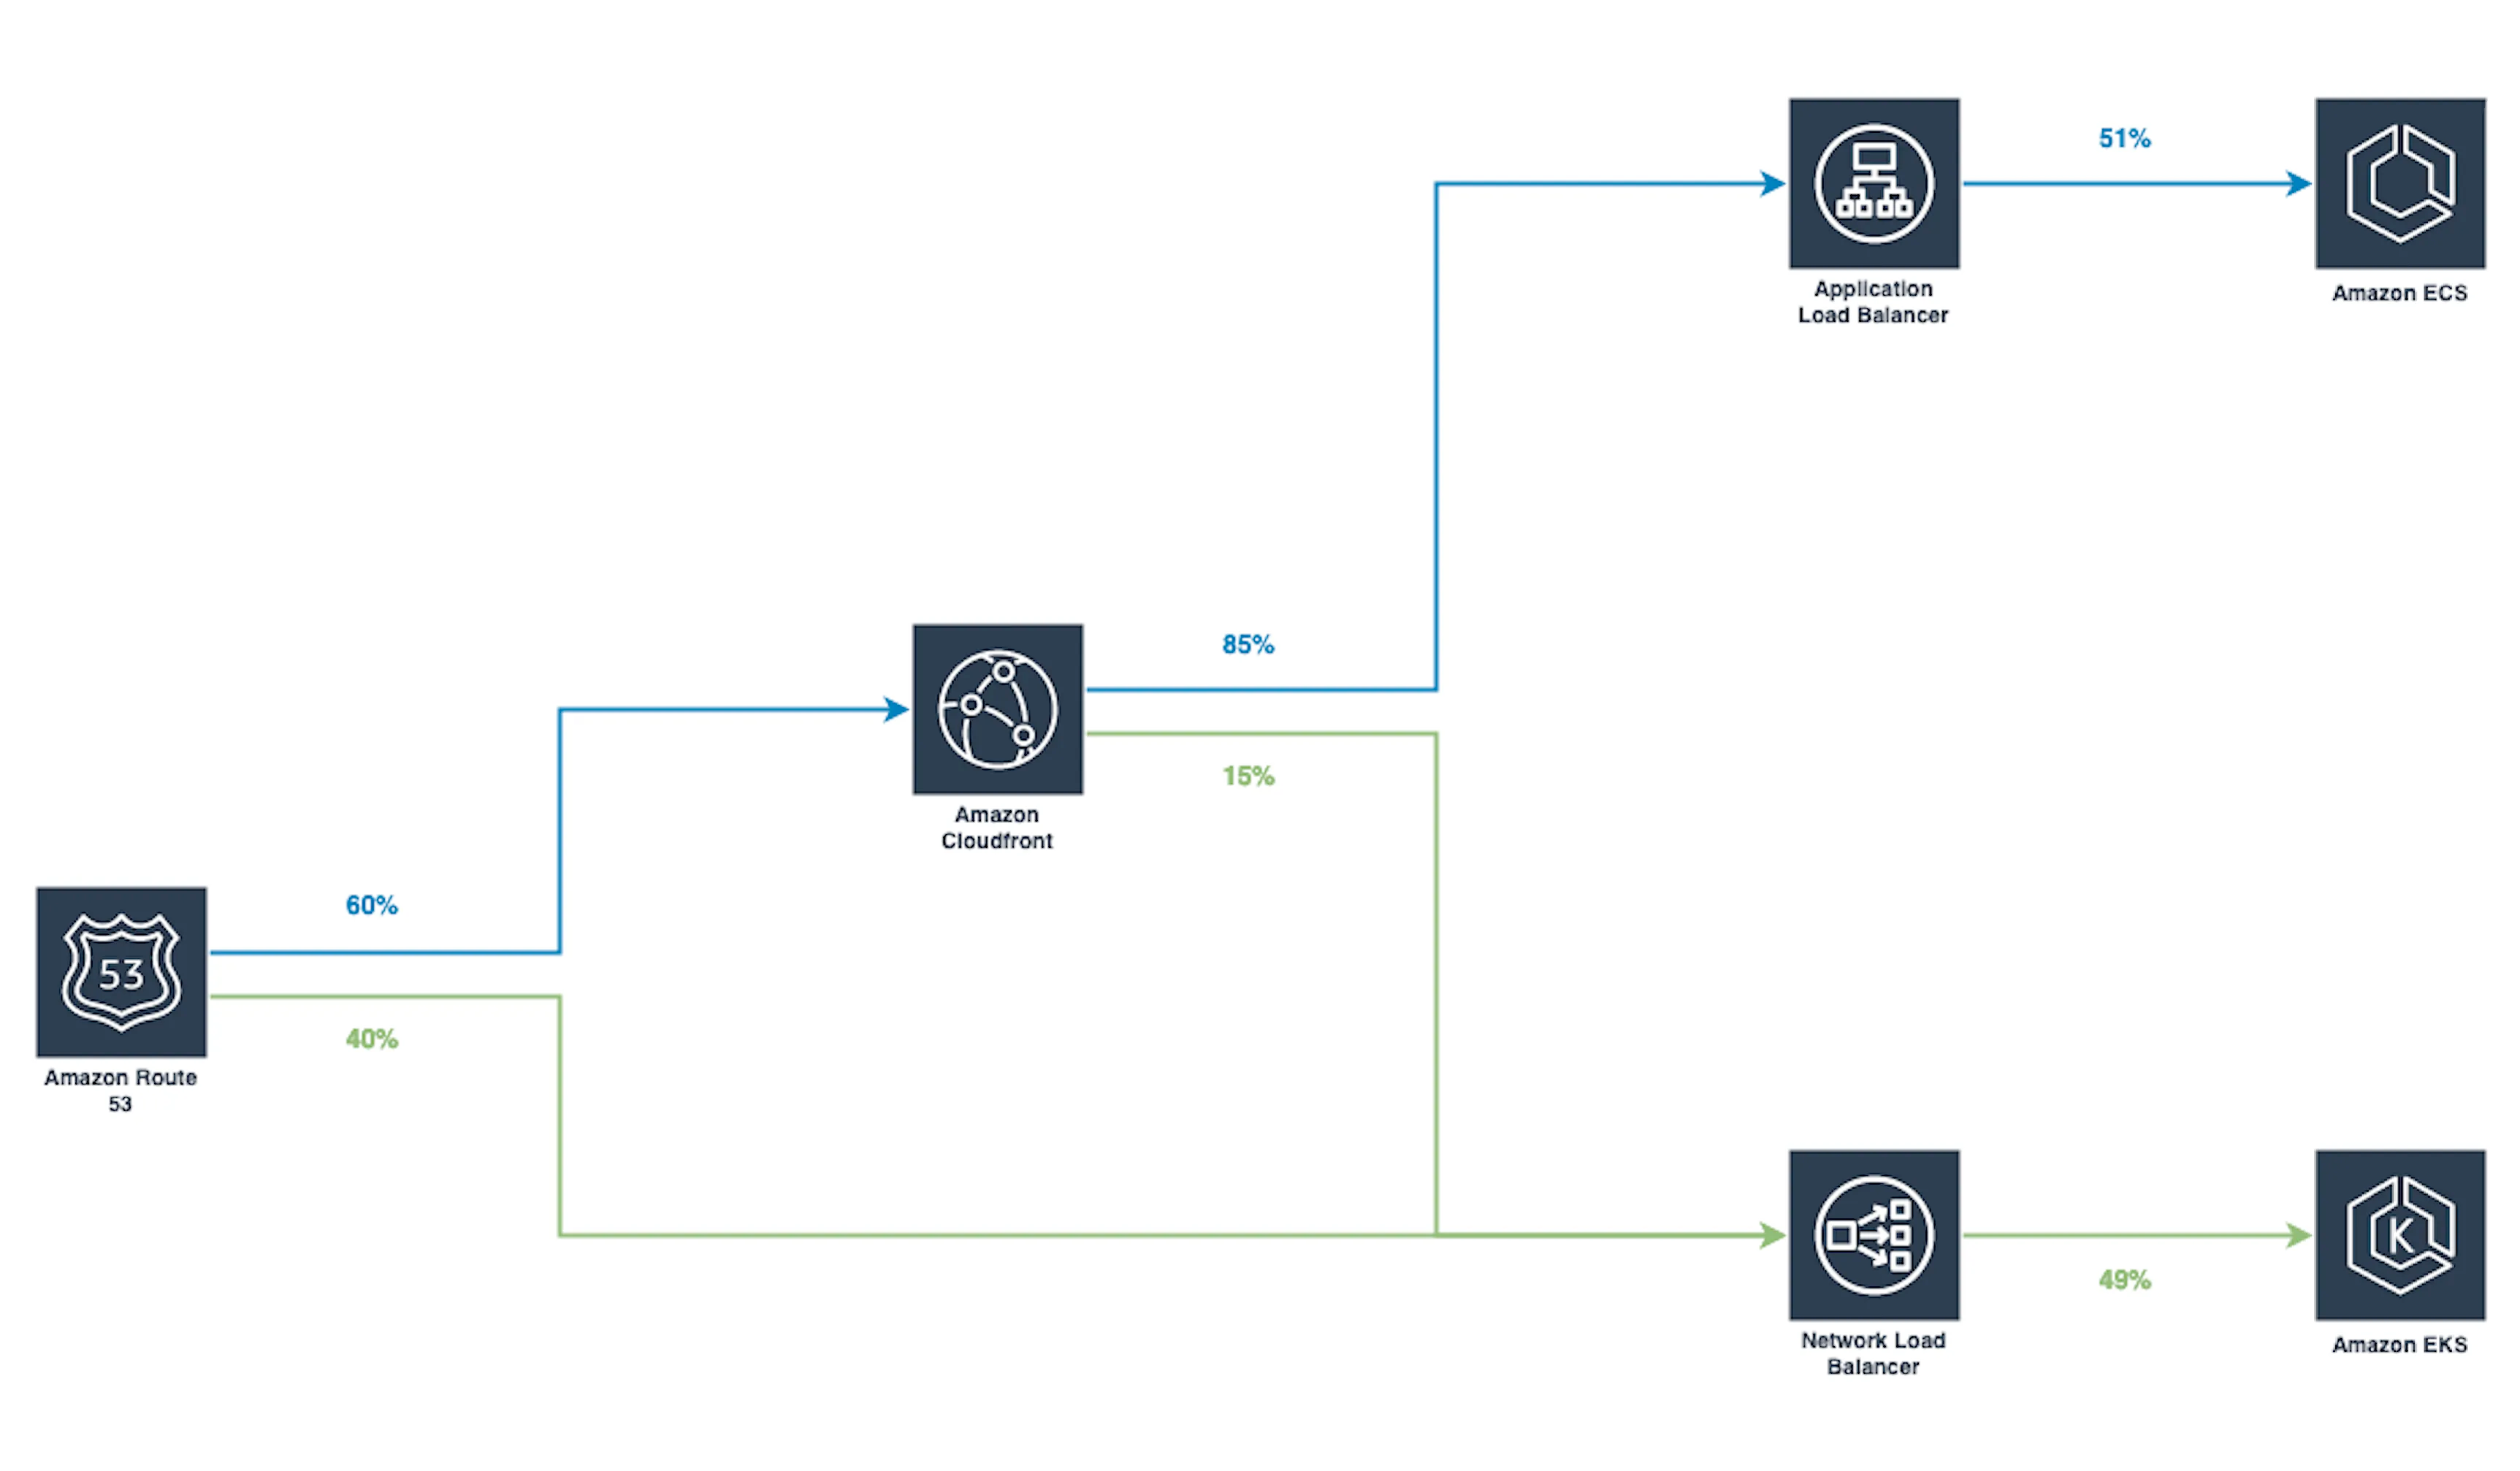 51%
Application
Load Balancer
Amazon ECS
85%
15%
Amazon
Cloudfront
60%
53
40%
Amazon Route
53
49%
K
Network Load
Balancer
Amazon EKS